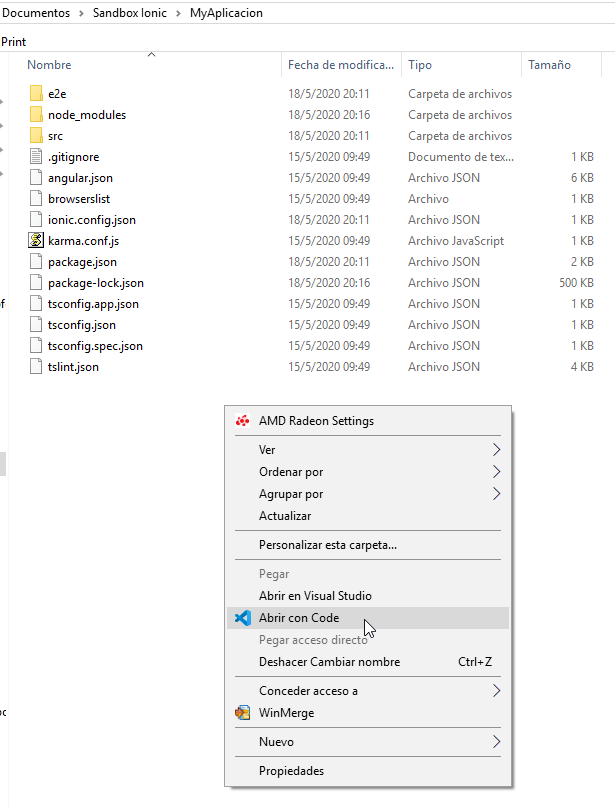 Documentos > Sandbox Ionic > MyAplicacion
Print
Nombre Fecha de modifica... Tipo Tamaño
e2e 18/5/2020 20:11 Carpeta de archivos
node_modules 18/5/2020 20:16 Carpeta de archivos
src 18/5/2020 20:11 Carpeta de archivos
.gitignore 15/5/2020 09:49 Documento de tex... 1 KB
angular.json 15/5/2020 09:49 Archivo JSON 6 KB
browserslist 15/5/2020 09:49 Archivo 1 KB
ionic.config.json 18/5/2020 20:11 Archivo JSON 1 KB
karma.conf.js 15/5/2020 09:49 Archivo JavaScript 1 KB
package.json 18/5/2020 20:11 Archivo JSON 2 KB
package-lock.json 18/5/2020 20:16 Archivo JSON 500 KB
tsconfig.app.json 15/5/2020 09:49 Archivo JSON 1 KB
tsconfig.json 15/5/2020 09:49 Archivo JSON 1 KB
tsconfig.spec.json 15/5/2020 09:49 Archivo JSON 1 KB
tslint.json 15/5/2020 09:49 Archivo JSON 4 KB
AMD Radeon Settings
Ver
Ordenar por
Agrupar por
Actualizar
Personalizar esta carpeta...
Pegar
Abrir en Visual Studio
Abrir con Code
Pegar acceso directo
Deshacer Cambiar nombre Ctrl+Z
Conceder acceso a
WinMerge
Nuevo
Propiedades